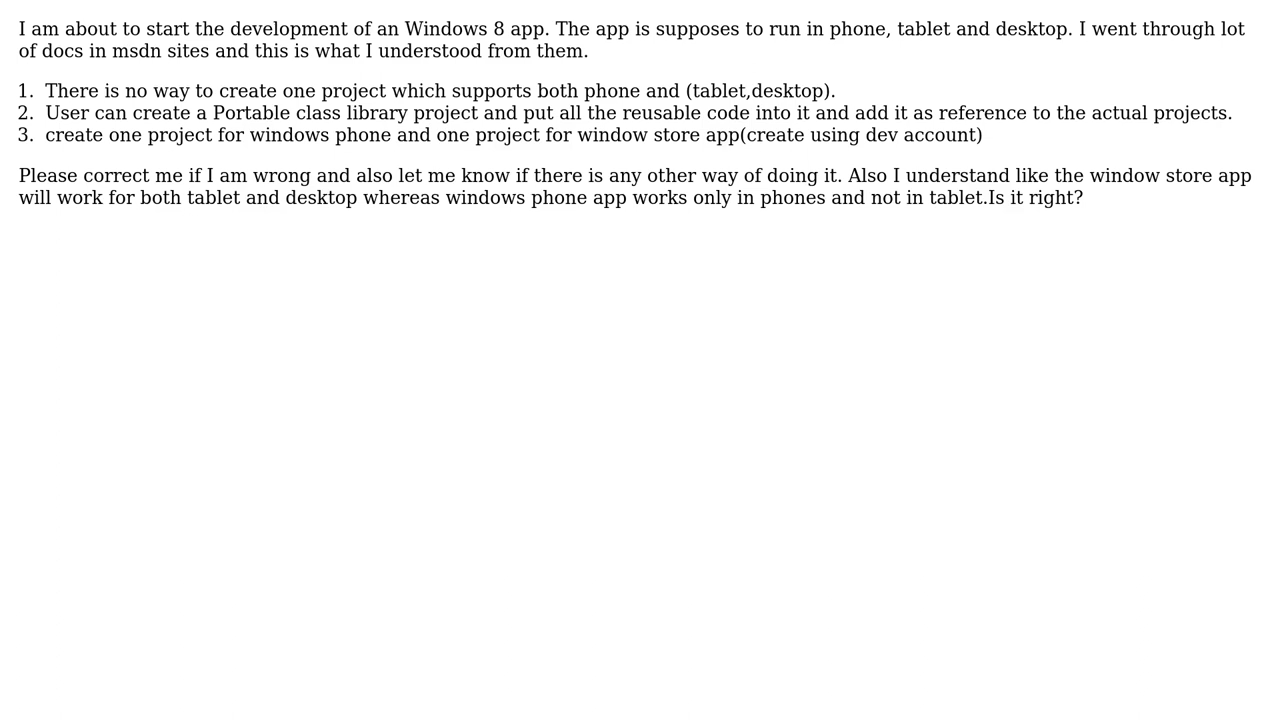 I am about to start the development of an Windows 8 app. The app is supposes to run in phone, tablet and desktop. I went through lot
of docs in msdn sites and this is what I understood from them.
1. There is no way to create one project which supports both phone and (tablet,desktop).
2. User can create a Portable class library project and put all the reusable code into it and add it as reference to the actual projects.
3. create one project for windows phone and one project for window store app(create using dev account)
Please correct me if I am wrong and also let me know if there is any other way of doing it. Also I understand like the window store app
will work for both tablet and desktop whereas windows phone app works only in phones and not in tablet.Is it right?